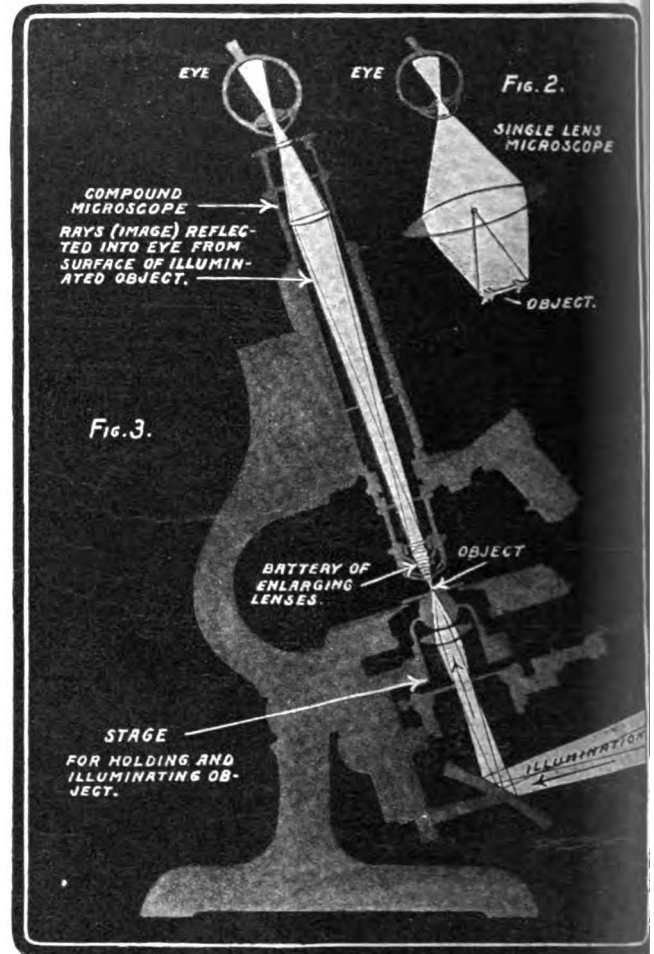 EYE
COMPOUND
MICROSCOPE
RAYS (IMAGE) REFLEC-
TED INTO EYE FROM
SURFACE OF ILLUMIN-
ATED OBJECT.
EYE
FIG. 2.
SINGLE LENS
MICROSCOPE
OBJECT.
FIG. 3.
BATTERY OF
ENLARGING
LENSES.
OBJECT
STAGE
FOR HOLDING AND
ILLUMINATING OB-
JECT.
ILLUMINATION